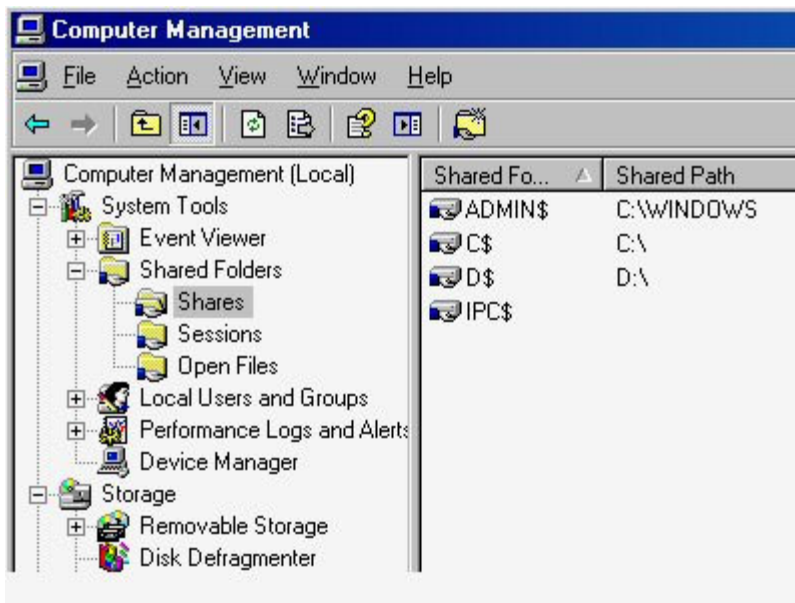 Computer Management
File Action View Window Help
Computer Management (Local)
System Tools
Event Viewer
Shared Folders
Shares
Sessions
Open Files
Local Users and Groups
Performance Logs and Alerts
Device Manager
Storage
Removable Storage
Disk Defragmenter
Shared Fo... Shared Path
ADMIN$ C:\WINDOWS
C$ C:\
D$ D:\
IPC$